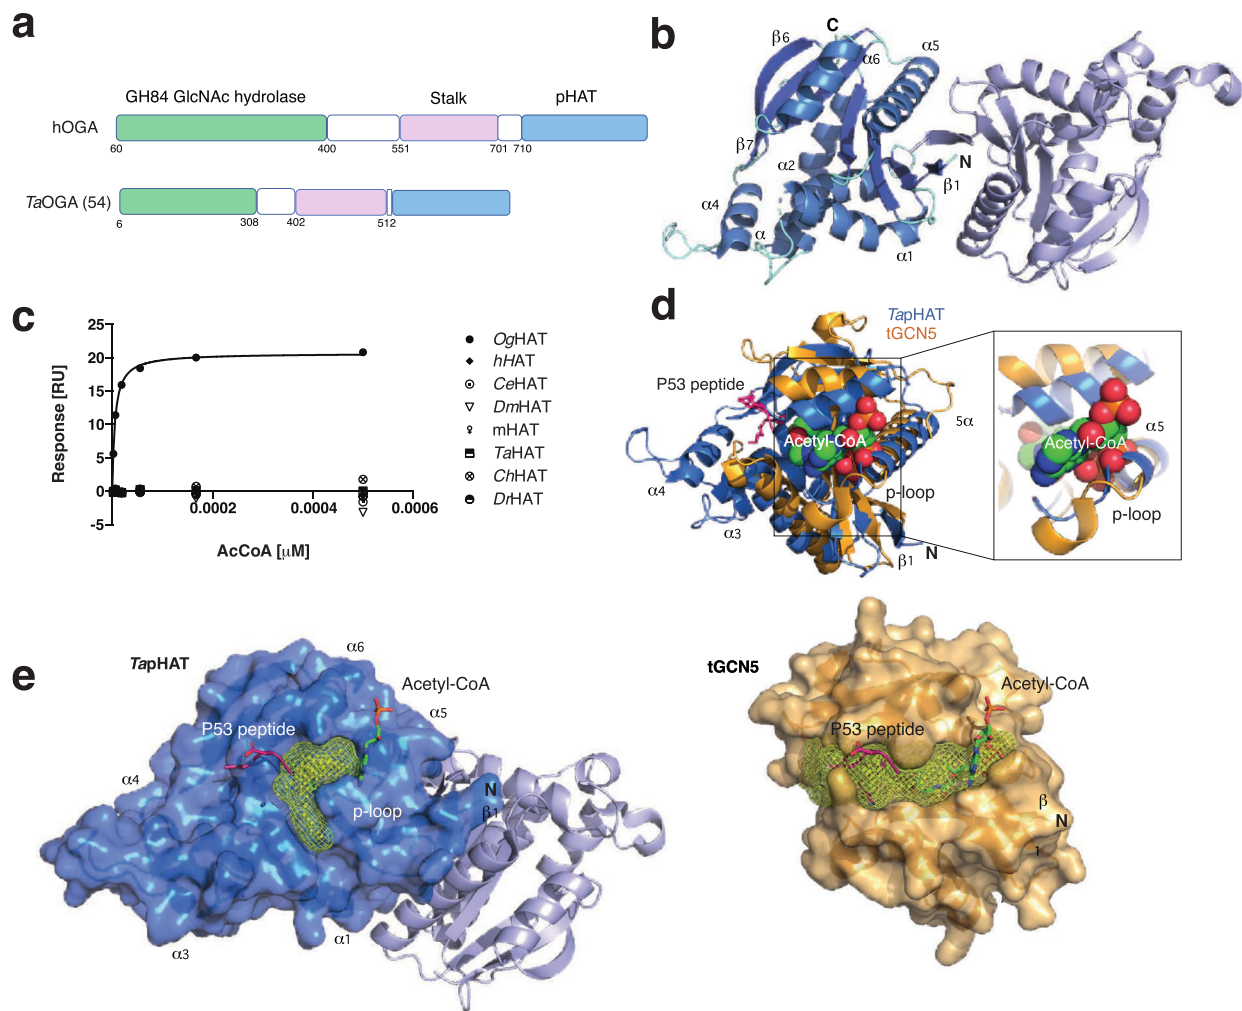 a
GH84 GlcNAc hydrolase
Stalk
pHAT
hOGA
60
400
551
701
710
TaOGA (54)
6
308
402
512
b
C
β6
α6
α5
β7
α2
N
β1
α4
α
α1
c
Response [RU]
25
20
15
10
5
0
-5
0.0002
0.0004
0.0006
AcCoA [μM]
OgHAT
hHAT
CeHAT
DmHAT
mHAT
TaHAT
ChHAT
DrHAT
d
TapHAT
tGCN5
P53 peptide
Acetyl-CoA
5α
α4
p-loop
α3
β1
N
Acetyl-CoA
α5
p-loop
e
TapHAT
α6
Acetyl-CoA
α5
P53 peptide
α4
N
p-loop
β1
α3
α1
tGCN5
Acetyl-CoA
P53 peptide
β
N
1